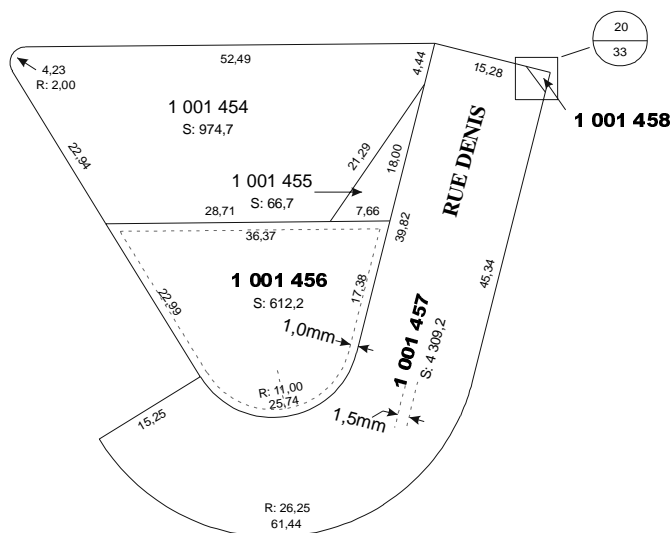 20
33
52,49
4,44
15,28
4,23
R: 2,00
1 001 454
S: 974,7
1 001 458
RUE DENIS
22,94
21,29
18,00
1 001 455
S: 66,7
28,71
7,66
36,37
39,82
45,34
1 001 456
S: 612,2
17,38
22,99
1,0mm
1 001 457
S: 4 309,2
R: 11,00
25,74
1,5mm
15,25
R: 26,25
61,44